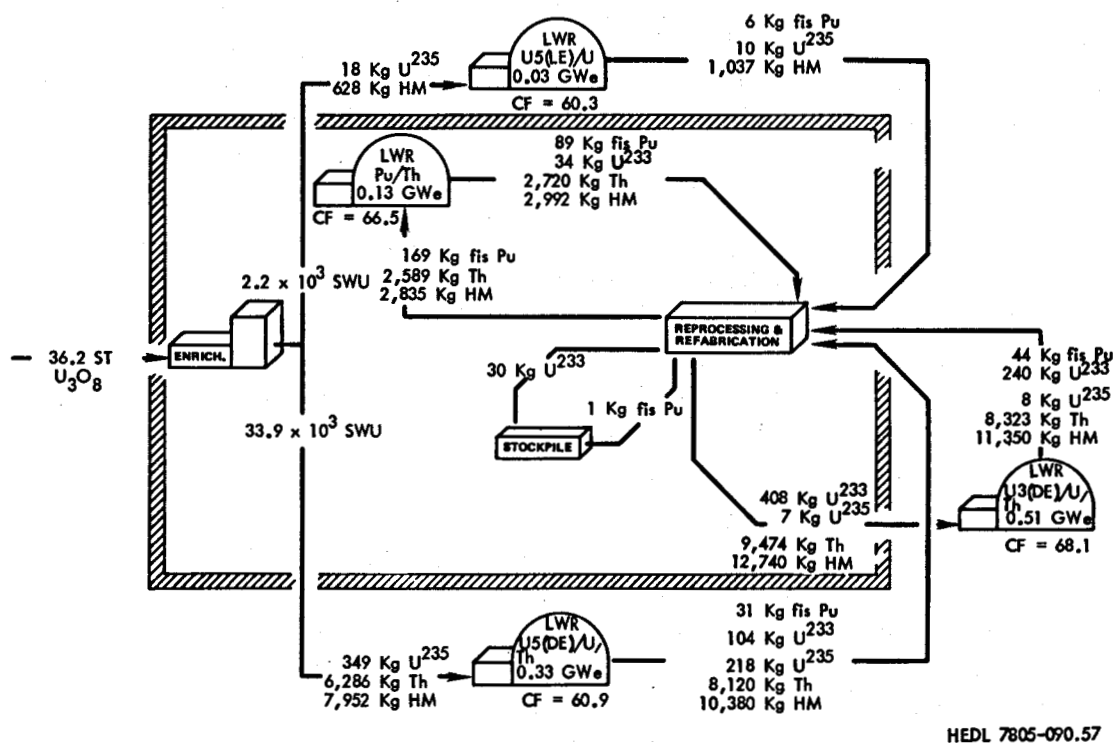 LWR
U5(LE)/U
0.03 GWe
CF = 60.3
18 Kg U²³⁵
628 Kg HM
6 Kg fis Pu
10 Kg U²³⁵
1,037 Kg HM
LWR
Pu/Th
0.13 GWe
CF = 66.5
89 Kg fis Pu
34 Kg U²³³
2,720 Kg Th
2,992 Kg HM
169 Kg fis Pu
2,589 Kg Th
2,835 Kg HM
2.2 x 10³ SWU
ENRICH.
36.2 ST
U₃O₈
33.9 x 10³ SWU
REPROCESSING &
REFABRICATION
30 Kg U²³³
1 Kg fis Pu
STOCKPILE
44 Kg fis Pu
240 Kg U²³³
8 Kg U²³⁵
8,323 Kg Th
11,350 Kg HM
LWR
U3(DE)/U/
Th
0.51 GWe
CF = 68.1
408 Kg U²³³
7 Kg U²³⁵
9,474 Kg Th
12,740 Kg HM
349 Kg U²³⁵
6,286 Kg Th
7,952 Kg HM
LWR
U5(DE)/U/
Th
0.33 GWe
CF = 60.9
31 Kg fis Pu
104 Kg U²³³
218 Kg U²³⁵
8,120 Kg Th
10,380 Kg HM
HEDL 7805-090.57